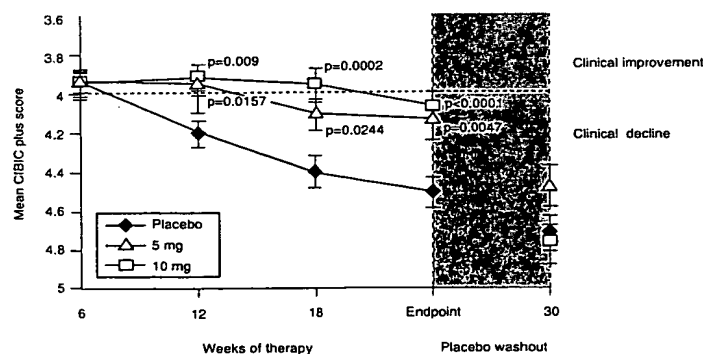 3.6
3.8
4
4.2
4.4
4.6
4.8
5
Mean CIBIC plus score
p=0.009
p=0.0002
p=0.0157
p=0.0244
p<0.0001
p=0.0047
Clinical improvement
Clinical decline
Placebo
5 mg
10 mg
6 12 18 Endpoint 30
Weeks of therapy Placebo washout